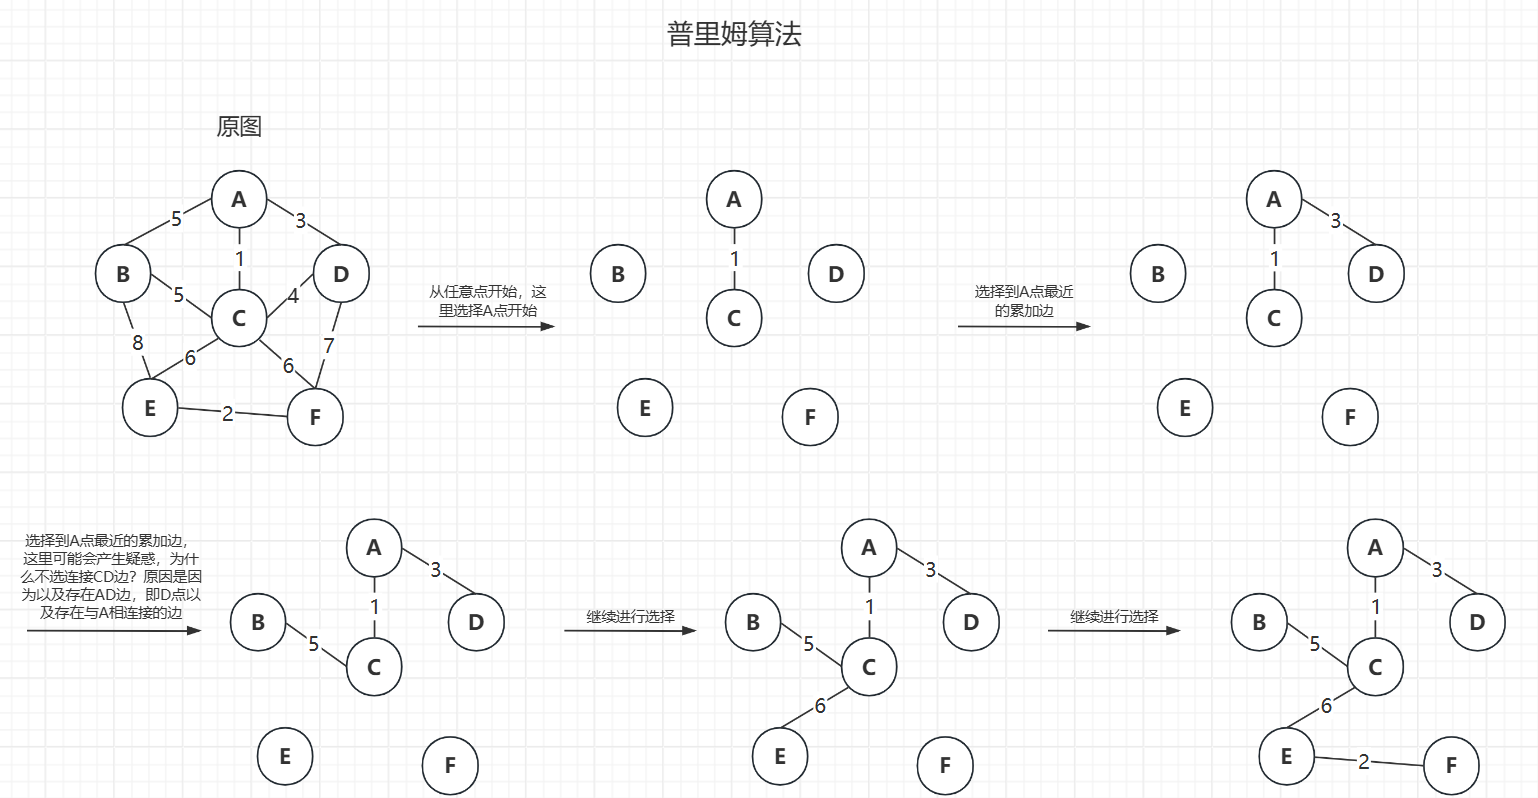 普里姆算法
原图
A
5
3
B
1
D
5
4
C
8
6
6
7
E
2
F
从任意点开始，这
里选择A点开始
A
B
1
D
C
E
F
选择到A点最近
的累加边
A
3
B
1
D
C
E
F
选择到A点最近的累加边，
这里可能会产生疑惑，为什
么不选连接CD边？原因是因
为以及存在AD边，即D点以
及存在与A相连接的边
A
3
1
B
D
5
C
E
F
继续进行选择
A
3
1
B
D
5
C
6
E
F
继续进行选择
A
3
1
B
D
5
C
6
E
2
F